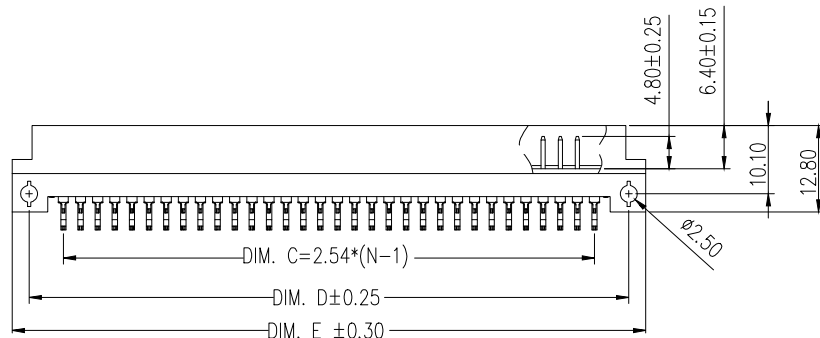 4.80±0.25
6.40±0.15
10.10
12.80
ø2.50
DIM. C=2.54*(N-1)
DIM. D±0.25
DIM. E ±0.30